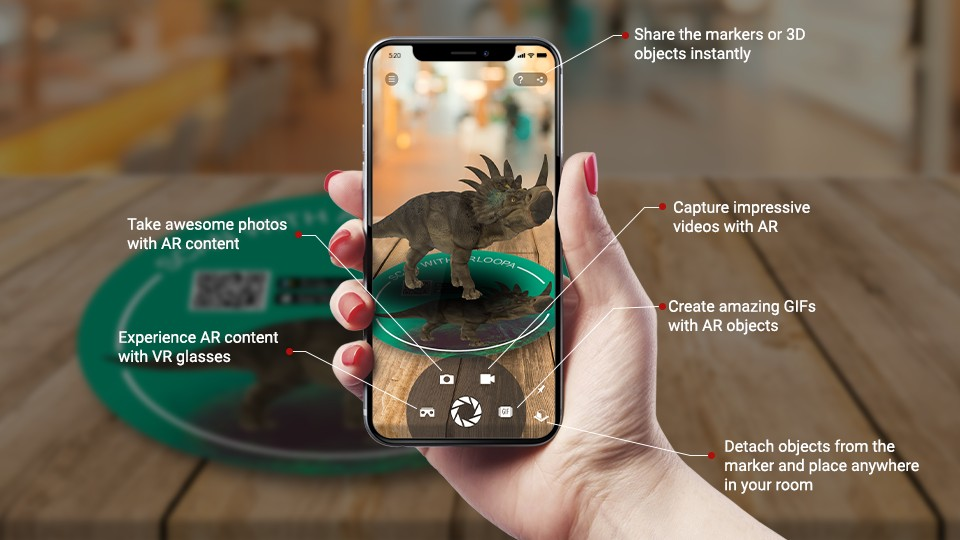 Share the markers or 3D
objects instantly
5:20
?
Take awesome photos
with AR content
Capture impressive
videos with AR
SCAN WITH ARLOOPA
Create amazing GIFs
with AR objects
Experience AR content
with VR glasses
GIF
Detach objects from the
marker and place anywhere
in your room